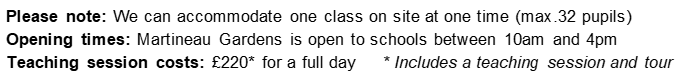 Please note: We can accommodate one class on site at one time (max.32 pupils)
Opening times: Martineau Gardens is open to schools between 10am and 4pm
Teaching session costs: £220* for a full day * Includes a teaching session and tour